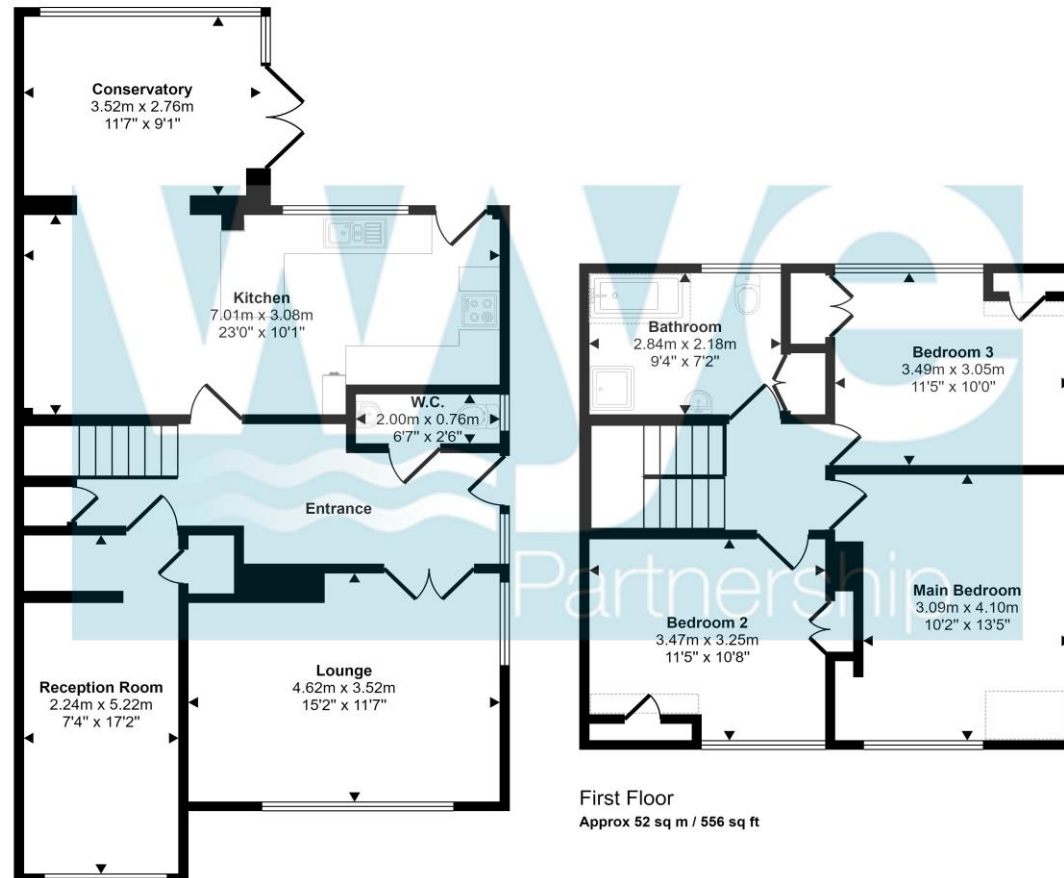 Conservatory
3.52m x 2.76m
11'7" x 9'1"
Kitchen
7.01m x 3.08m
23'0" x 10'1"
W.C.
2.00m x 0.76m
6'7" x 2'6"
Entrance
Reception Room
2.24m x 5.22m
7'4" x 17'2"
Lounge
4.62m x 3.52m
15'2" x 11'7"
Bathroom
2.84m x 2.18m
9'4" x 7'2"
Bedroom 3
3.49m x 3.05m
11'5" x 10'0"
Bedroom 2
3.47m x 3.25m
11'5" x 10'8"
Main Bedroom
3.09m x 4.10m
10'2" x 13'5"
First Floor
Approx 52 sq m / 556 sq ft
wave
Partnership